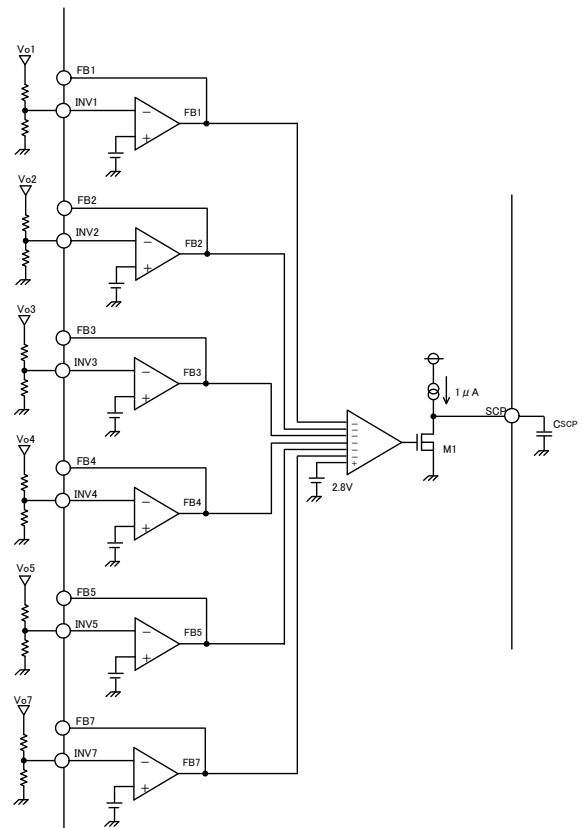 Vo1
FB1
INV1
FB1
−
+
Vo2
FB2
INV2
FB2
−
+
Vo3
FB3
INV3
FB3
−
+
1μA
SCP
CSCP
M1
−
−
−
−
−
−
+
2.8V
Vo4
FB4
INV4
FB4
−
+
Vo5
FB5
INV5
FB5
−
+
Vo7
FB7
INV7
FB7
−
+